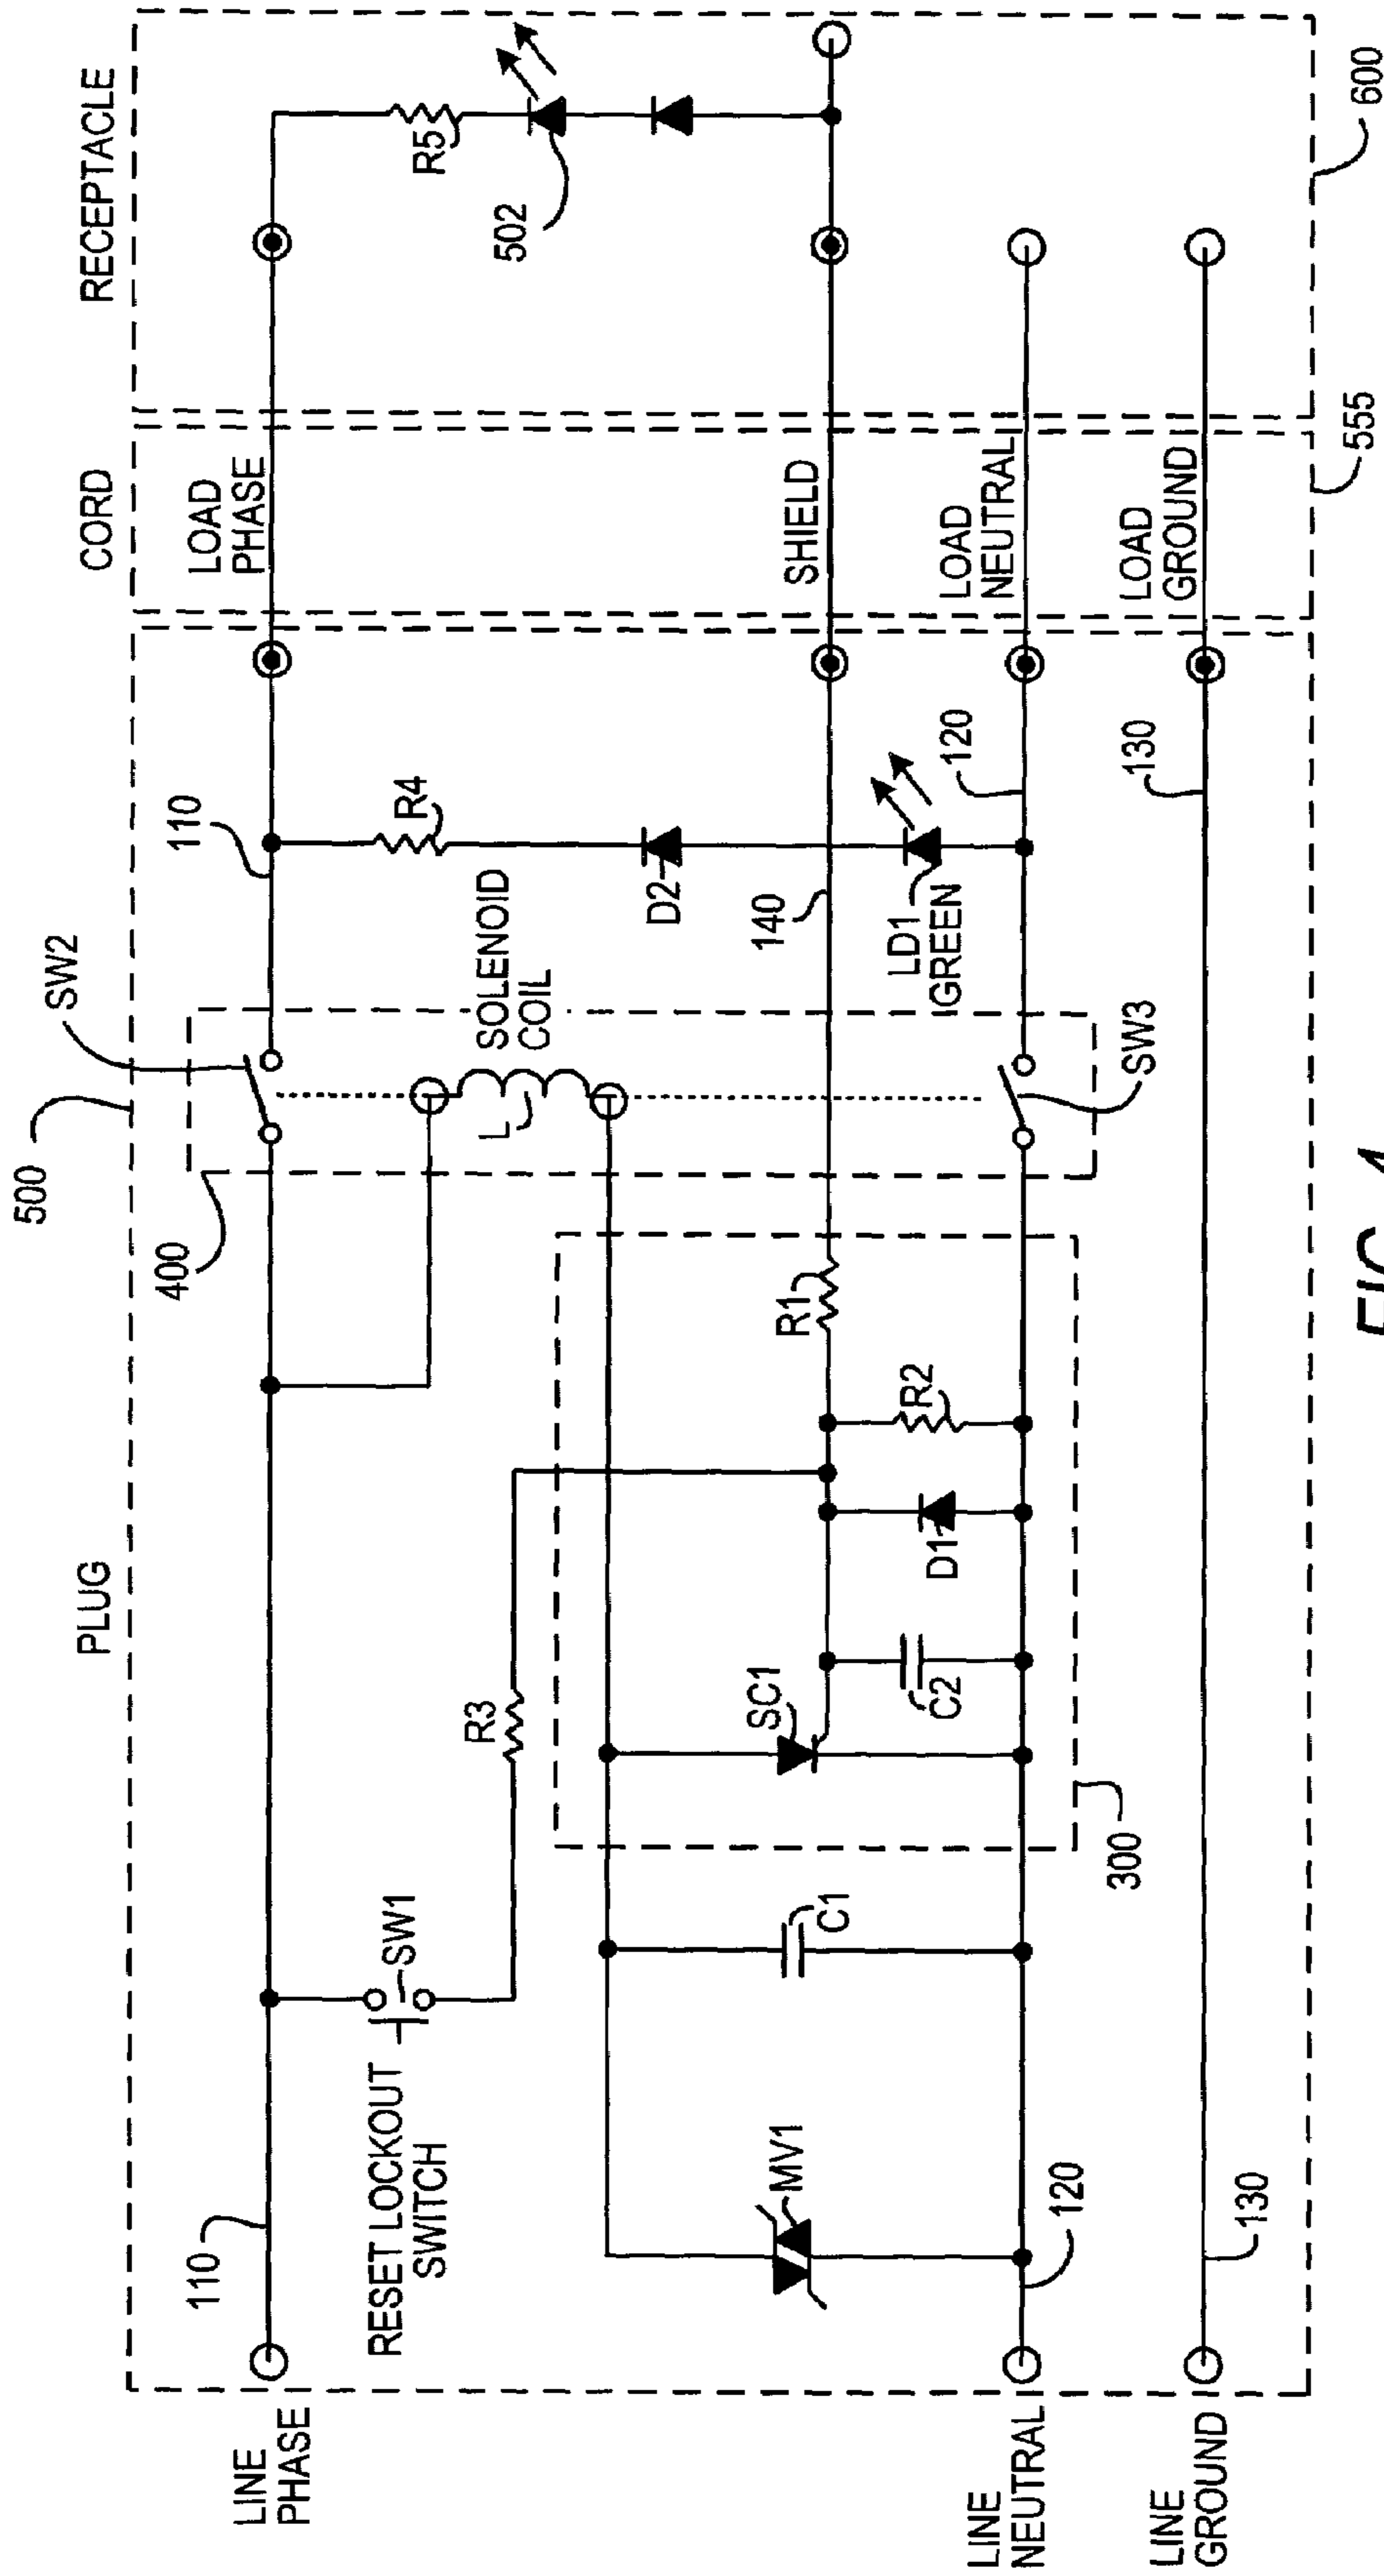 PLUG
CORD
RECEPTACLE
500
SW2
400
110
110
LOAD
PHASE
LINE
PHASE
RESET LOCKOUT
SWITCH
SW1
R3
SOLENOID
COIL
L
R4
D2
R5
502
MV1
C1
SC1
C2
D1
R2
R1
140
SHIELD
LD1
GREEN
120
LOAD
NEUTRAL
LINE
NEUTRAL
120
300
SW3
130
LOAD
GROUND
LINE
GROUND
130
555
600
FIG.